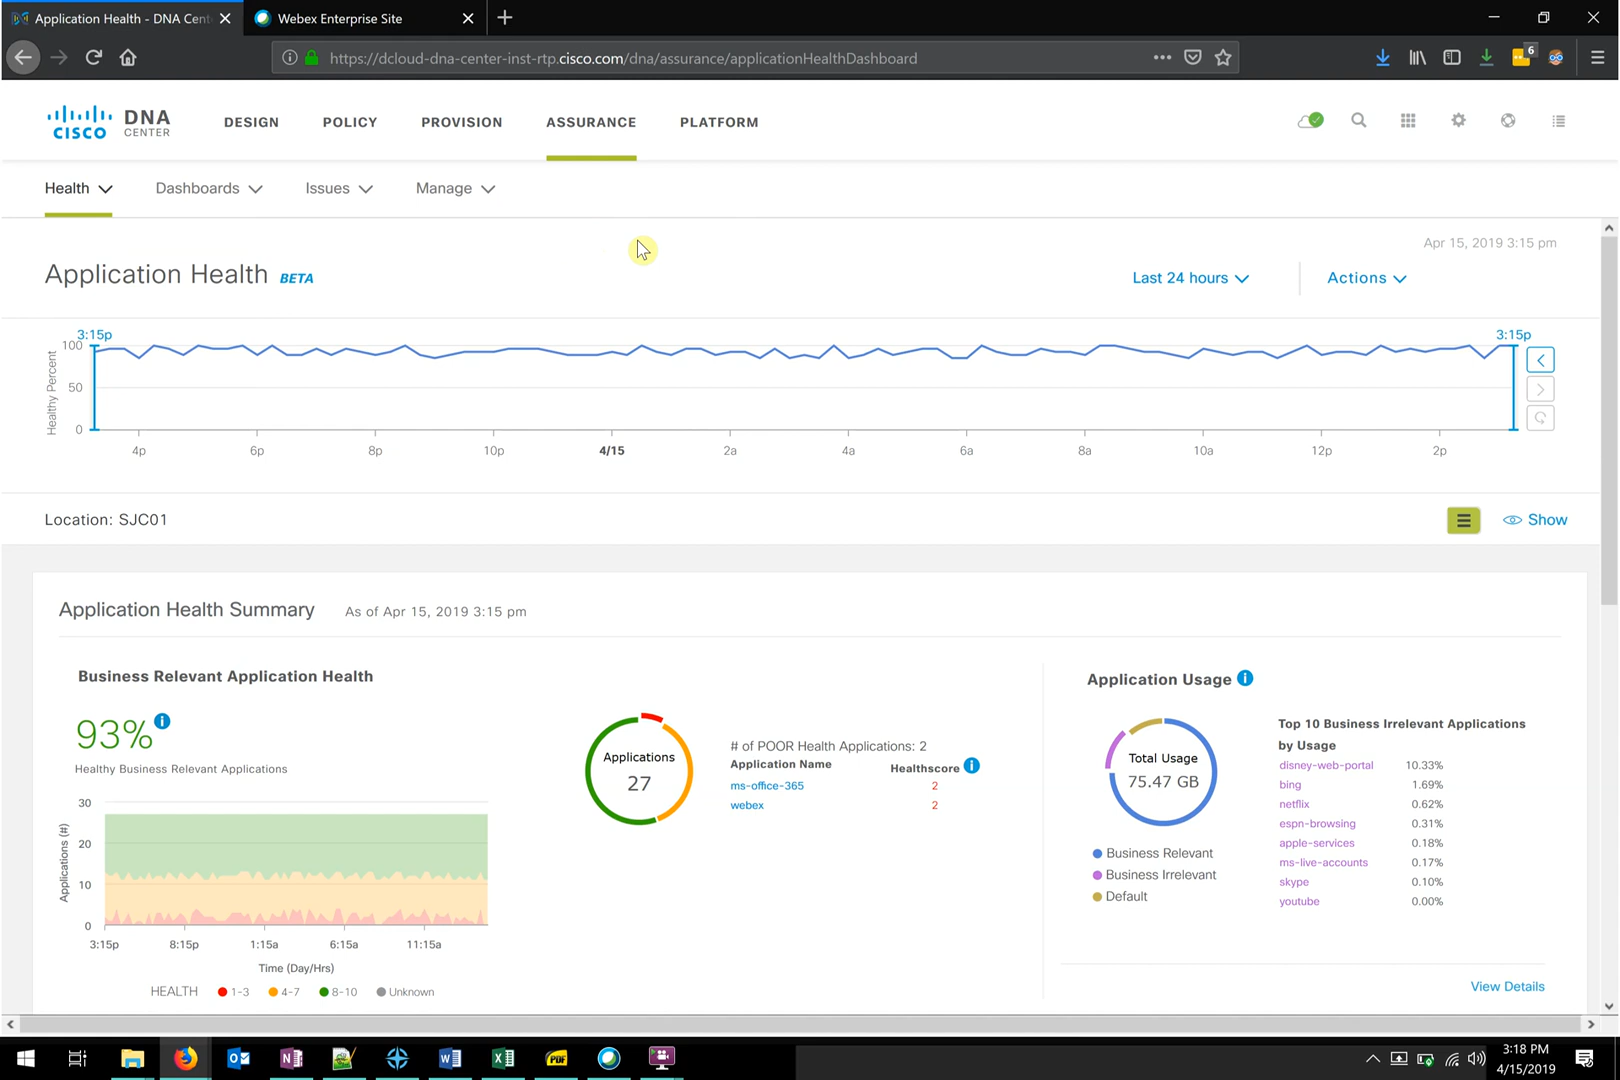 Application Health - DNA Cent
Webex Enterprise Site
https://dcloud-dna-center-inst-rtp.cisco.com/dna/assurance/applicationHealthDashboard
6
CISCO DNA CENTER
DESIGN POLICY PROVISION ASSURANCE PLATFORM
Health Dashboards Issues Manage
Apr 15, 2019 3:15 pm
Application Health BETA
Last 24 hours Actions
3:15p 3:15p
Healthy Percent
100
50
0
4p 6p 8p 10p 4/15 2a 4a 6a 8a 10a 12p 2p
Location: SJC01
Show
Application Health Summary As of Apr 15, 2019 3:15 pm
Business Relevant Application Health
93%
Healthy Business Relevant Applications
Applications (#)
30
20
10
0
3:15p 8:15p 1:15a 6:15a 11:15a
Time (Day/Hrs)
HEALTH 1-3 4-7 8-10 Unknown
Applications
27
# of POOR Health Applications: 2
Application Name Healthscore
ms-office-365 2
webex 2
Application Usage
Total Usage
75.47 GB
Business Relevant
Business Irrelevant
Default
Top 10 Business Irrelevant Applications
by Usage
disney-web-portal 10.33%
bing 1.69%
netflix 0.62%
espn-browsing 0.31%
apple-services 0.18%
ms-live-accounts 0.17%
skype 0.10%
youtube 0.00%
View Details
PDF
3:18 PM
4/15/2019